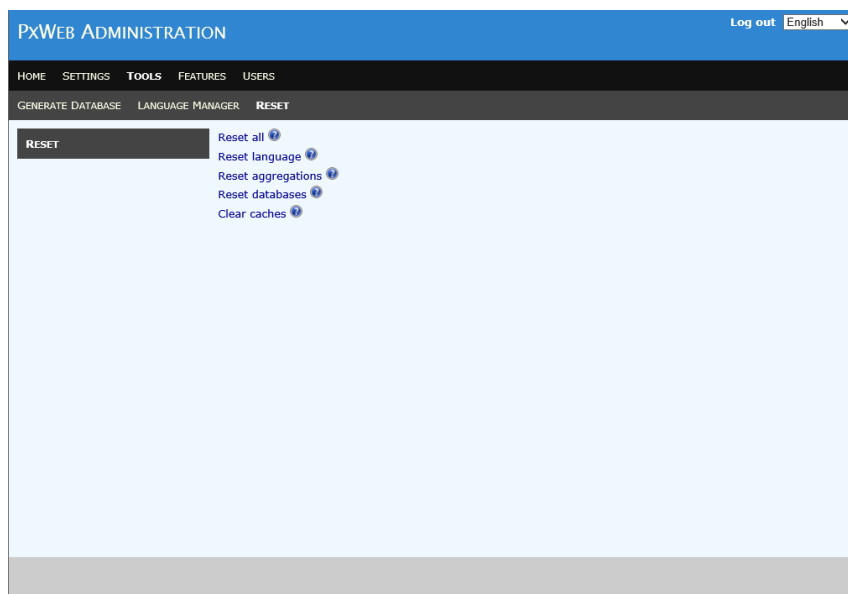 PxWeb Administration
Log out English
Home Settings Tools Features Users
Generate Database Language Manager Reset
Reset
Reset all
Reset language
Reset aggregations
Reset databases
Clear caches